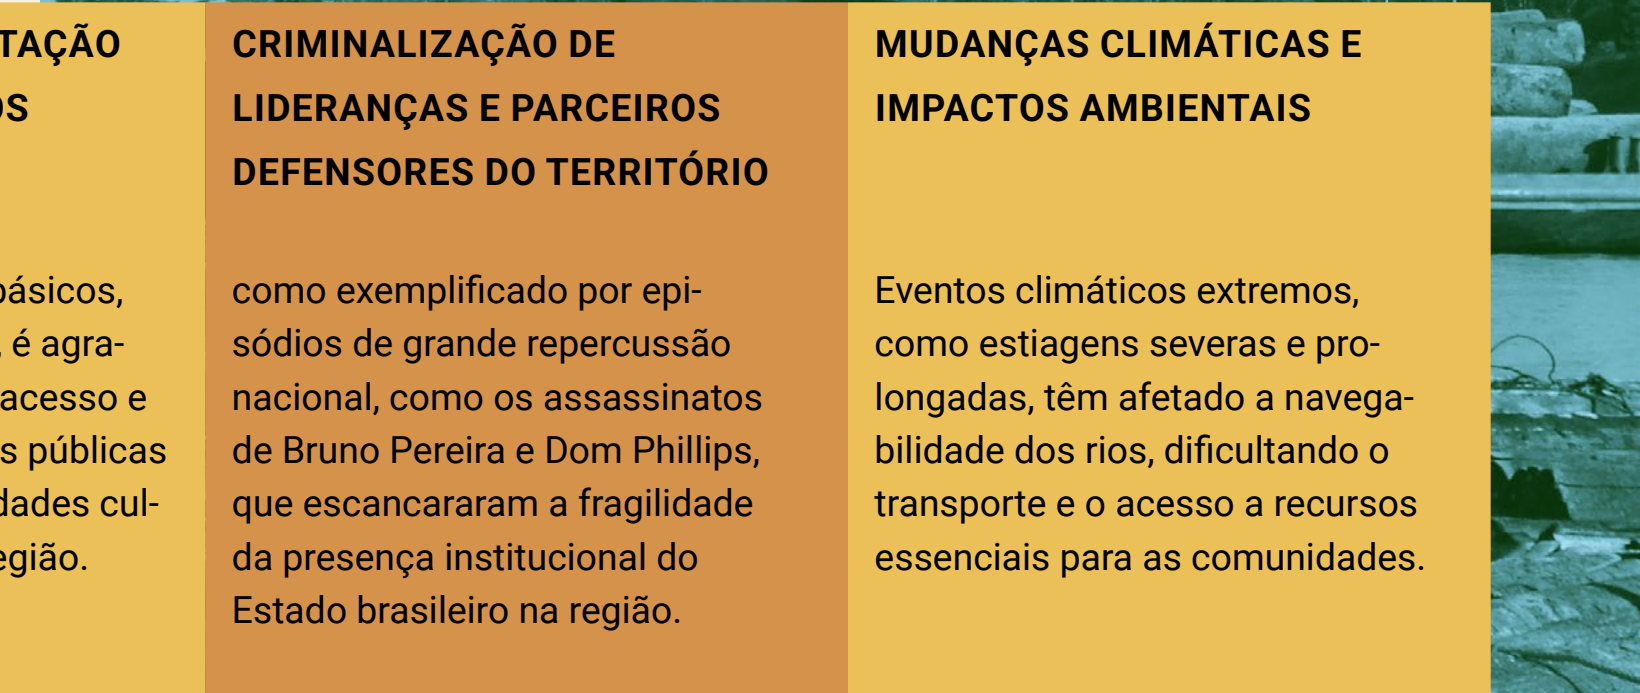 CRIMINALIZAÇÃO DE
LIDERANÇAS E PARCEIROS
DEFENSORES DO TERRITÓRIO
como exemplificado por epi-
sódios de grande repercussão
nacional, como os assassinatos
de Bruno Pereira e Dom Phillips,
que escancararam a fragilidade
da presença institucional do
Estado brasileiro na região.
MUDANÇAS CLIMÁTICAS E
IMPACTOS AMBIENTAIS
Eventos climáticos extremos,
como estiagens severas e pro-
longadas, têm afetado a navega-
bilidade dos rios, dificultando o
transporte e o acesso a recursos
essenciais para as comunidades.
é agra-
acesso e
públicas
cul-